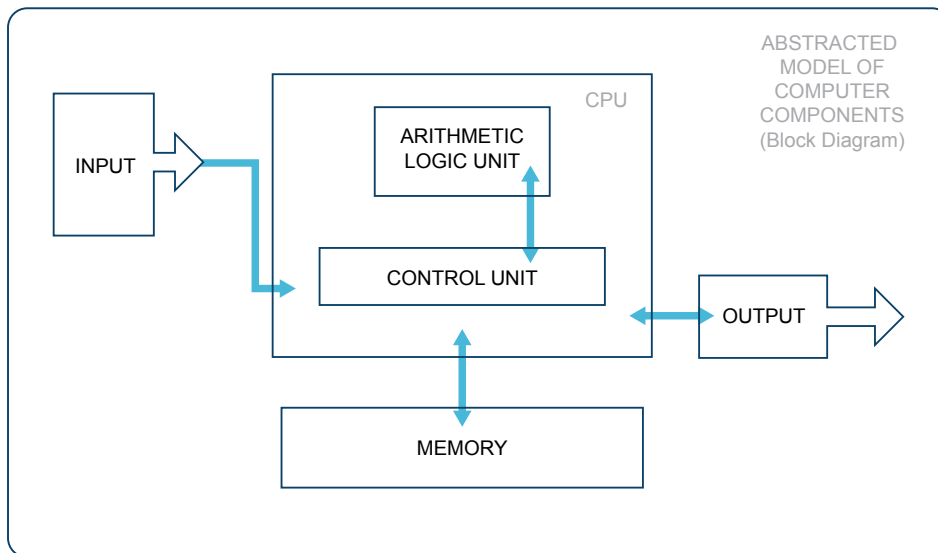 ABSTRACTED
MODEL OF
COMPUTER
COMPONENTS
(Block Diagram)
CPU
ARITHMETIC
LOGIC UNIT
INPUT
CONTROL UNIT
OUTPUT
MEMORY